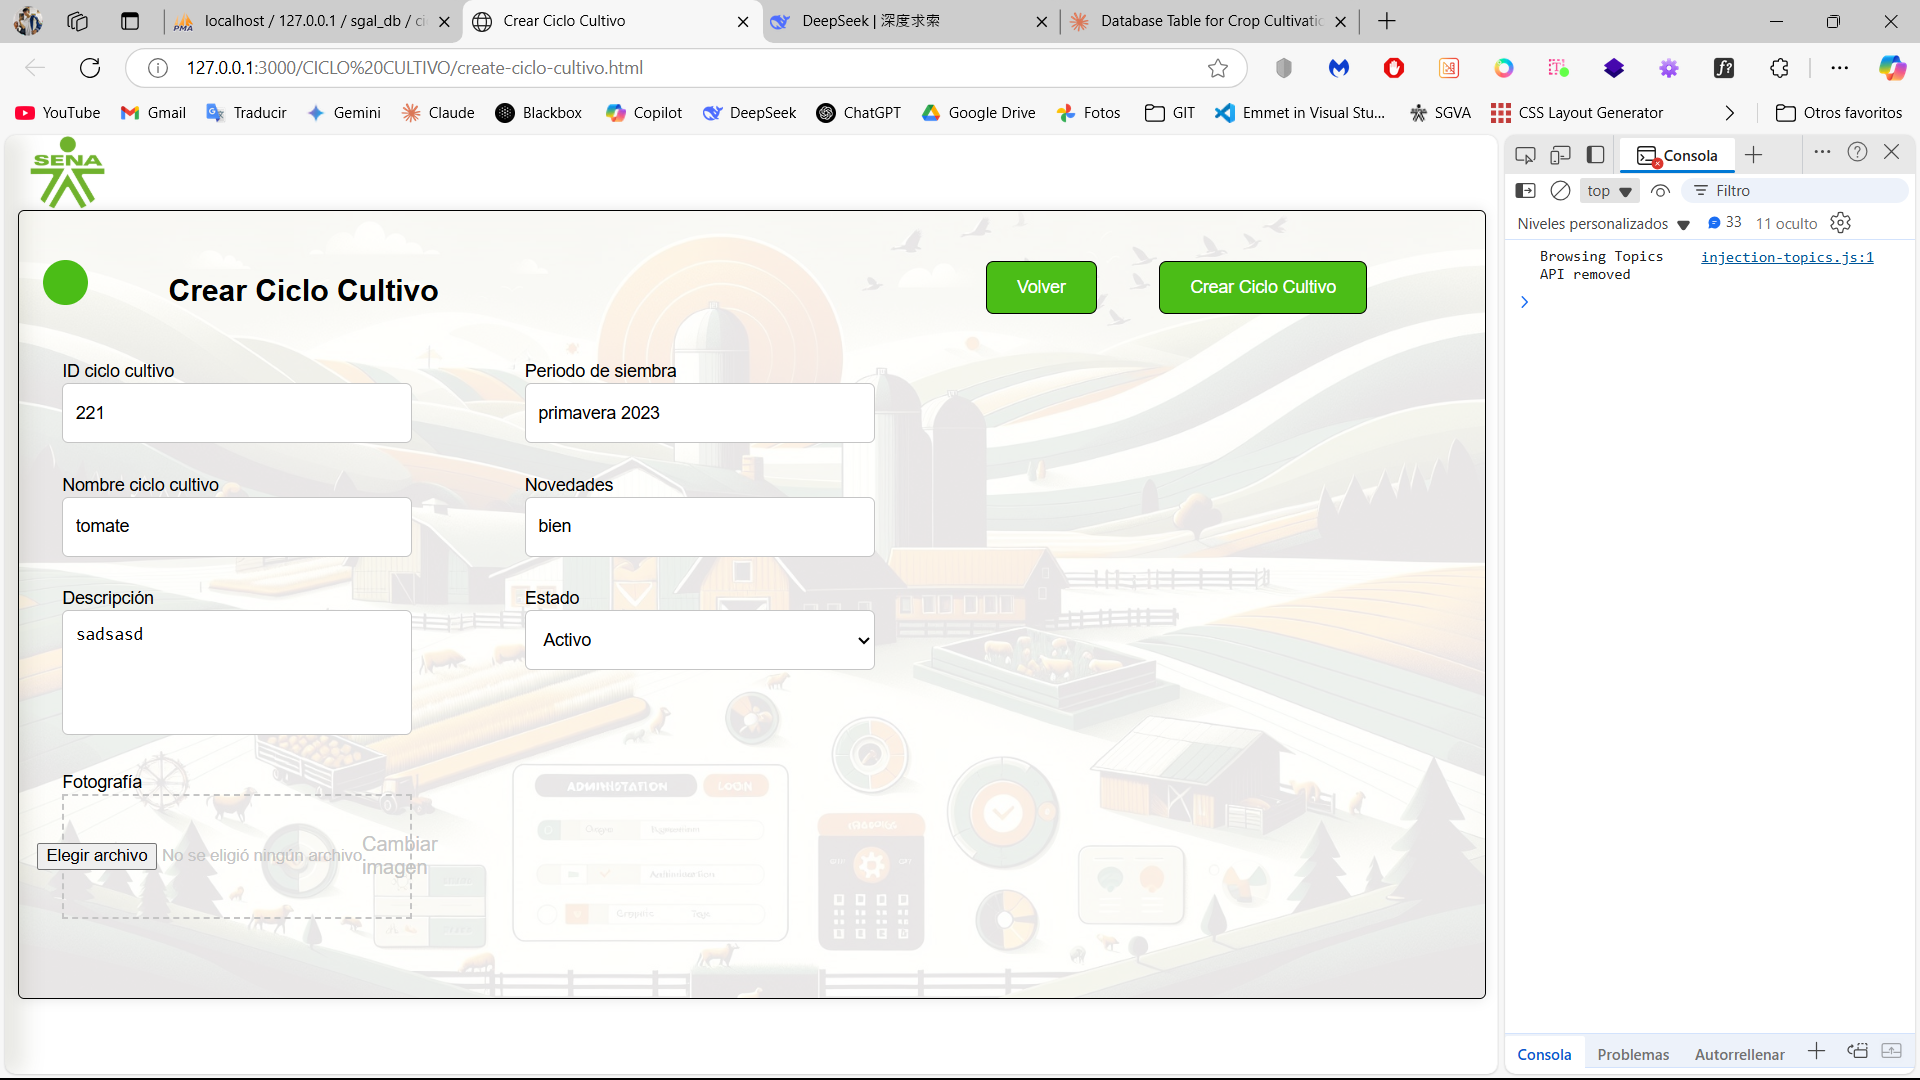 localhost / 127.0.0.1 / sgal_db / ci
Crear Ciclo Cultivo
DeepSeek | 深度求索
Database Table for Crop Cultivatio
127.0.0.1:3000/CICLO%20CULTIVO/create-ciclo-cultivo.html
YouTube
Gmail
Traducir
Gemini
Claude
Blackbox
Copilot
DeepSeek
ChatGPT
Google Drive
Fotos
GIT
Emmet in Visual Stu...
SGVA
CSS Layout Generator
Otros favoritos
SENA
Crear Ciclo Cultivo
Volver
Crear Ciclo Cultivo
ID ciclo cultivo
221
Periodo de siembra
primavera 2023
Nombre ciclo cultivo
tomate
Novedades
bien
Descripción
sadsasd
Estado
Activo
Fotografía
Elegir archivo No se eligió ningún archivo.
Cambiar
imagen
Consola
top
Filtro
Niveles personalizados
33
11 oculto
Browsing Topics
API removed
injection-topics.js:1
Consola
Problemas
Autorrellenar